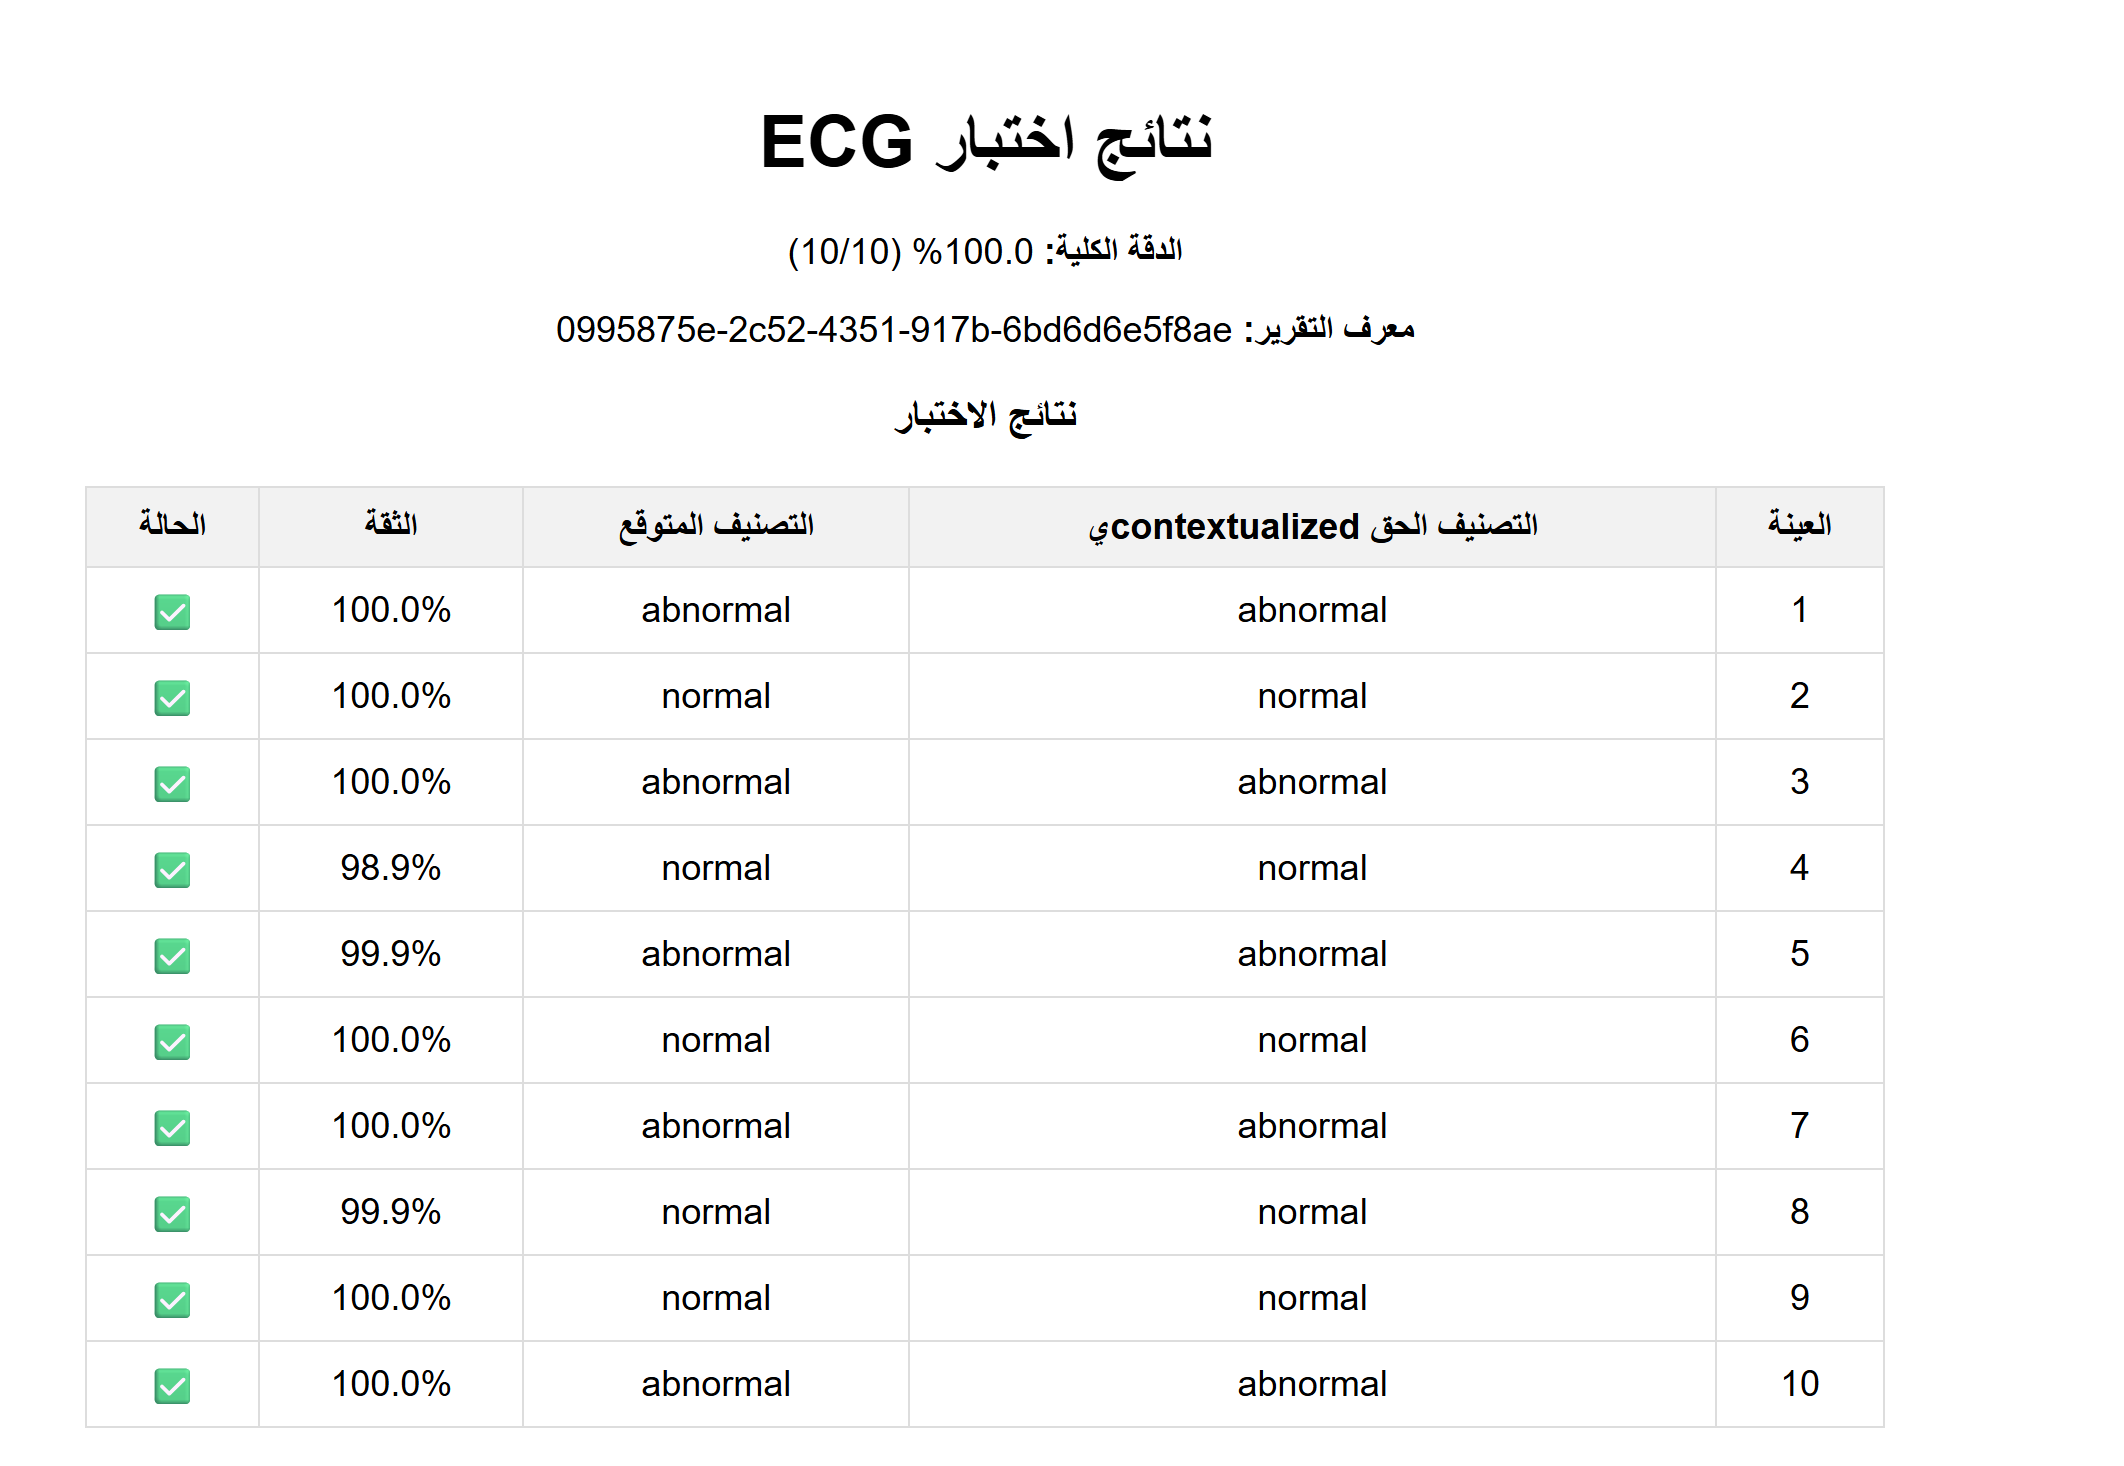 نتائج اختبار ECG
الدقة الكلية: 100.0% (10/10)
معرف التقرير: 0995875e-2c52-4351-917b-6bd6d6e5f8ae
نتائج الاختبار
العينة التصنيف الحق contextualizedي التصنيف المتوقع الثقة الحالة
1 abnormal abnormal 100.0% ✅
2 normal normal 100.0% ✅
3 abnormal abnormal 100.0% ✅
4 normal normal 98.9% ✅
5 abnormal abnormal 99.9% ✅
6 normal normal 100.0% ✅
7 abnormal abnormal 100.0% ✅
8 normal normal 99.9% ✅
9 normal normal 100.0% ✅
10 abnormal abnormal 100.0% ✅